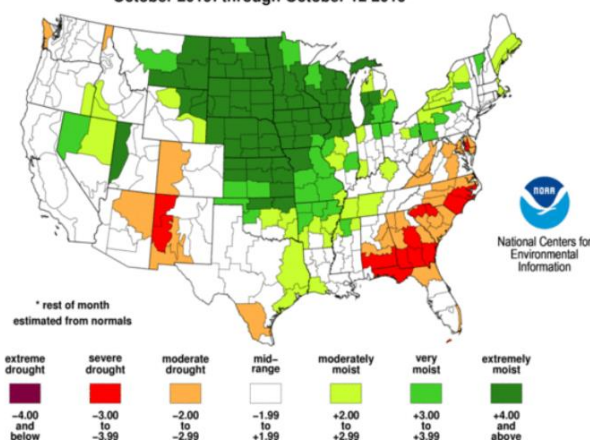 * rest of month
estimated from normals
NOAA
National Centers for
Environmental
Information
extreme
drought
severe
drought
moderate
drought
mid-
range
moderately
moist
very
moist
extremely
moist
−4.00
and
below
−3.00
to
−3.99
−2.00
to
−2.99
−1.99
to
+1.99
+2.00
to
+2.99
+3.00
to
+3.99
+4.00
and
above